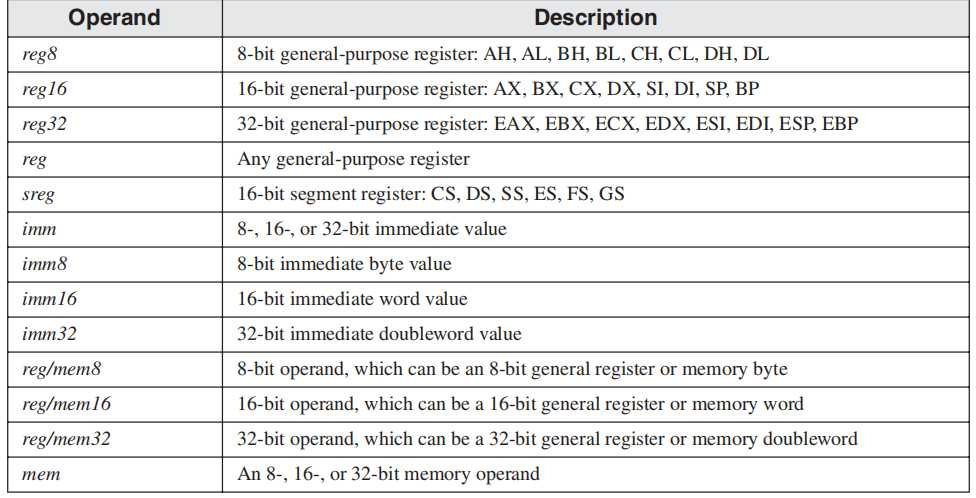 Operand Description
reg8 8-bit general-purpose register: AH, AL, BH, BL, CH, CL, DH, DL
reg16 16-bit general-purpose register: AX, BX, CX, DX, SI, DI, SP, BP
reg32 32-bit general-purpose register: EAX, EBX, ECX, EDX, ESI, EDI, ESP, EBP
reg Any general-purpose register
sreg 16-bit segment register: CS, DS, SS, ES, FS, GS
imm 8-, 16-, or 32-bit immediate value
imm8 8-bit immediate byte value
imm16 16-bit immediate word value
imm32 32-bit immediate doubleword value
reg/mem8 8-bit operand, which can be an 8-bit general register or memory byte
reg/mem16 16-bit operand, which can be a 16-bit general register or memory word
reg/mem32 32-bit operand, which can be a 32-bit general register or memory doubleword
mem An 8-, 16-, or 32-bit memory operand